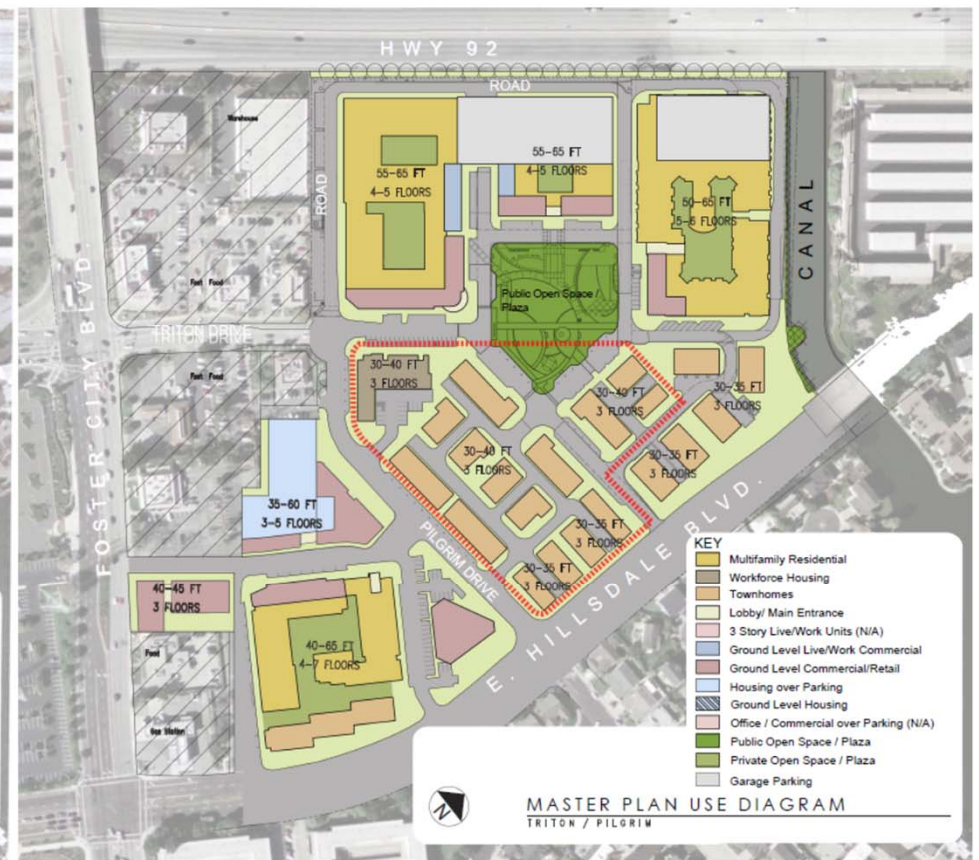 HWY 92
ROAD
Warehouse
55-65 FT
4-5 FLOORS
55-65 FT
4-5 FLOORS
50-65 FT
5-6 FLOORS
ROAD
CANAL
Fast Food
Public Open Space /
Plaza
TRITON DRIVE
FOSTER CITY BLVD.
Fast Food
30-40 FT
3 FLOORS
30-40 FT
3 FLOORS
30-35 FT
3 FLOORS
30-40 FT
3 FLOORS
30-35 FT
3 FLOORS
35-60 FT
3-5 FLOORS
30-35 FT
3 FLOORS
30-35 FT
3 FLOORS
PILGRIM DRIVE
E. HILLSDALE BLVD.
40-45 FT
3 FLOORS
Food
40-65 FT
4-7 FLOORS
Gas Station
KEY
Multifamily Residential
Workforce Housing
Townhomes
Lobby/ Main Entrance
3 Story Live/Work Units (N/A)
Ground Level Live/Work Commercial
Ground Level Commercial/Retail
Housing over Parking
Ground Level Housing
Office / Commercial over Parking (N/A)
Public Open Space / Plaza
Private Open Space / Plaza
Garage Parking
N
MASTER PLAN USE DIAGRAM
TRITON / PILGRIM